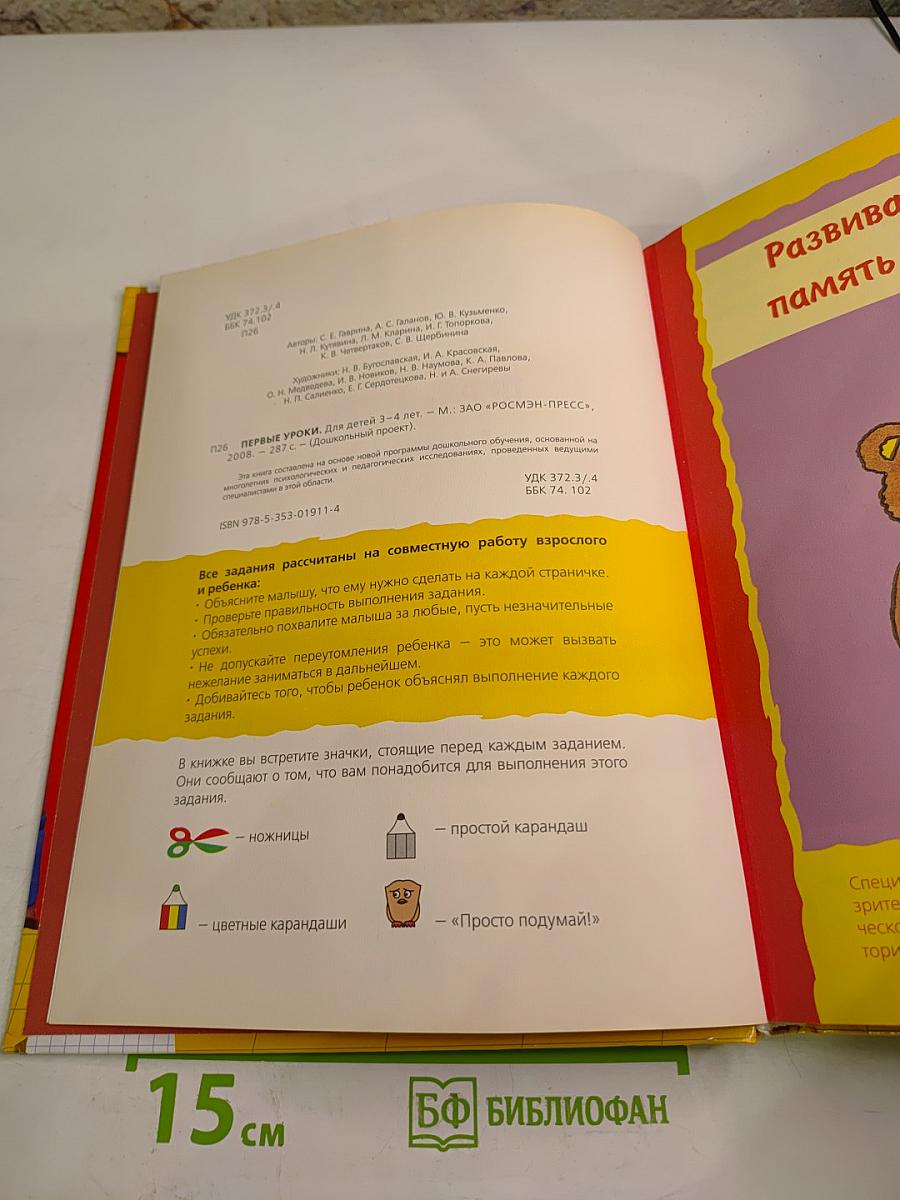 УДК 372.3/.4
ББК 74.102
П26
Авторы: С. Е. Гаврина, А. С. Галанов, Ю. В. Кузьменко,
Н. Л. Кутявина, Л. М. Кларина, И. Г. Топоркова,
К. В. Четвертаков, С. В. Щербинина
Художники: Н. В. Бугославская, И. А. Красовская,
О. Н. Медведева, И. В. Новиков, Н. В. Наумова, К. А. Павлова,
Н. П. Салиенко, Е. Г. Сердотецкова, Н. и А. Снегиревы
П26 ПЕРВЫЕ УРОКИ. Для детей 3–4 лет. – М.: ЗАО «РОСМЭН-ПРЕСС»,
2008. – 287 с. – (Дошкольный проект).
Эта книга составлена на основе новой программы дошкольного обучения, основанной на
многолетних психологических и педагогических исследованиях, проведенных ведущими
специалистами в этой области.
УДК 372.3/.4
ББК 74. 102
ISBN 978-5-353-01911-4
Все задания рассчитаны на совместную работу взрослого
и ребенка:
· Объясните малышу, что ему нужно сделать на каждой страничке.
· Проверьте правильность выполнения задания.
· Обязательно похвалите малыша за любые, пусть незначительные
успехи.
· Не допускайте переутомления ребенка – это может вызвать
нежелание заниматься в дальнейшем.
· Добивайтесь того, чтобы ребенок объяснял выполнение каждого
задания.
В книжке вы встретите значки, стоящие перед каждым заданием.
Они сообщают о том, что вам понадобится для выполнения этого
задания.
– ножницы
– простой карандаш
– цветные карандаши
– «Просто подумай!»
Развива
память
Специ
зрите
ческо
тори
15 см
БФ БИБЛИОФАН